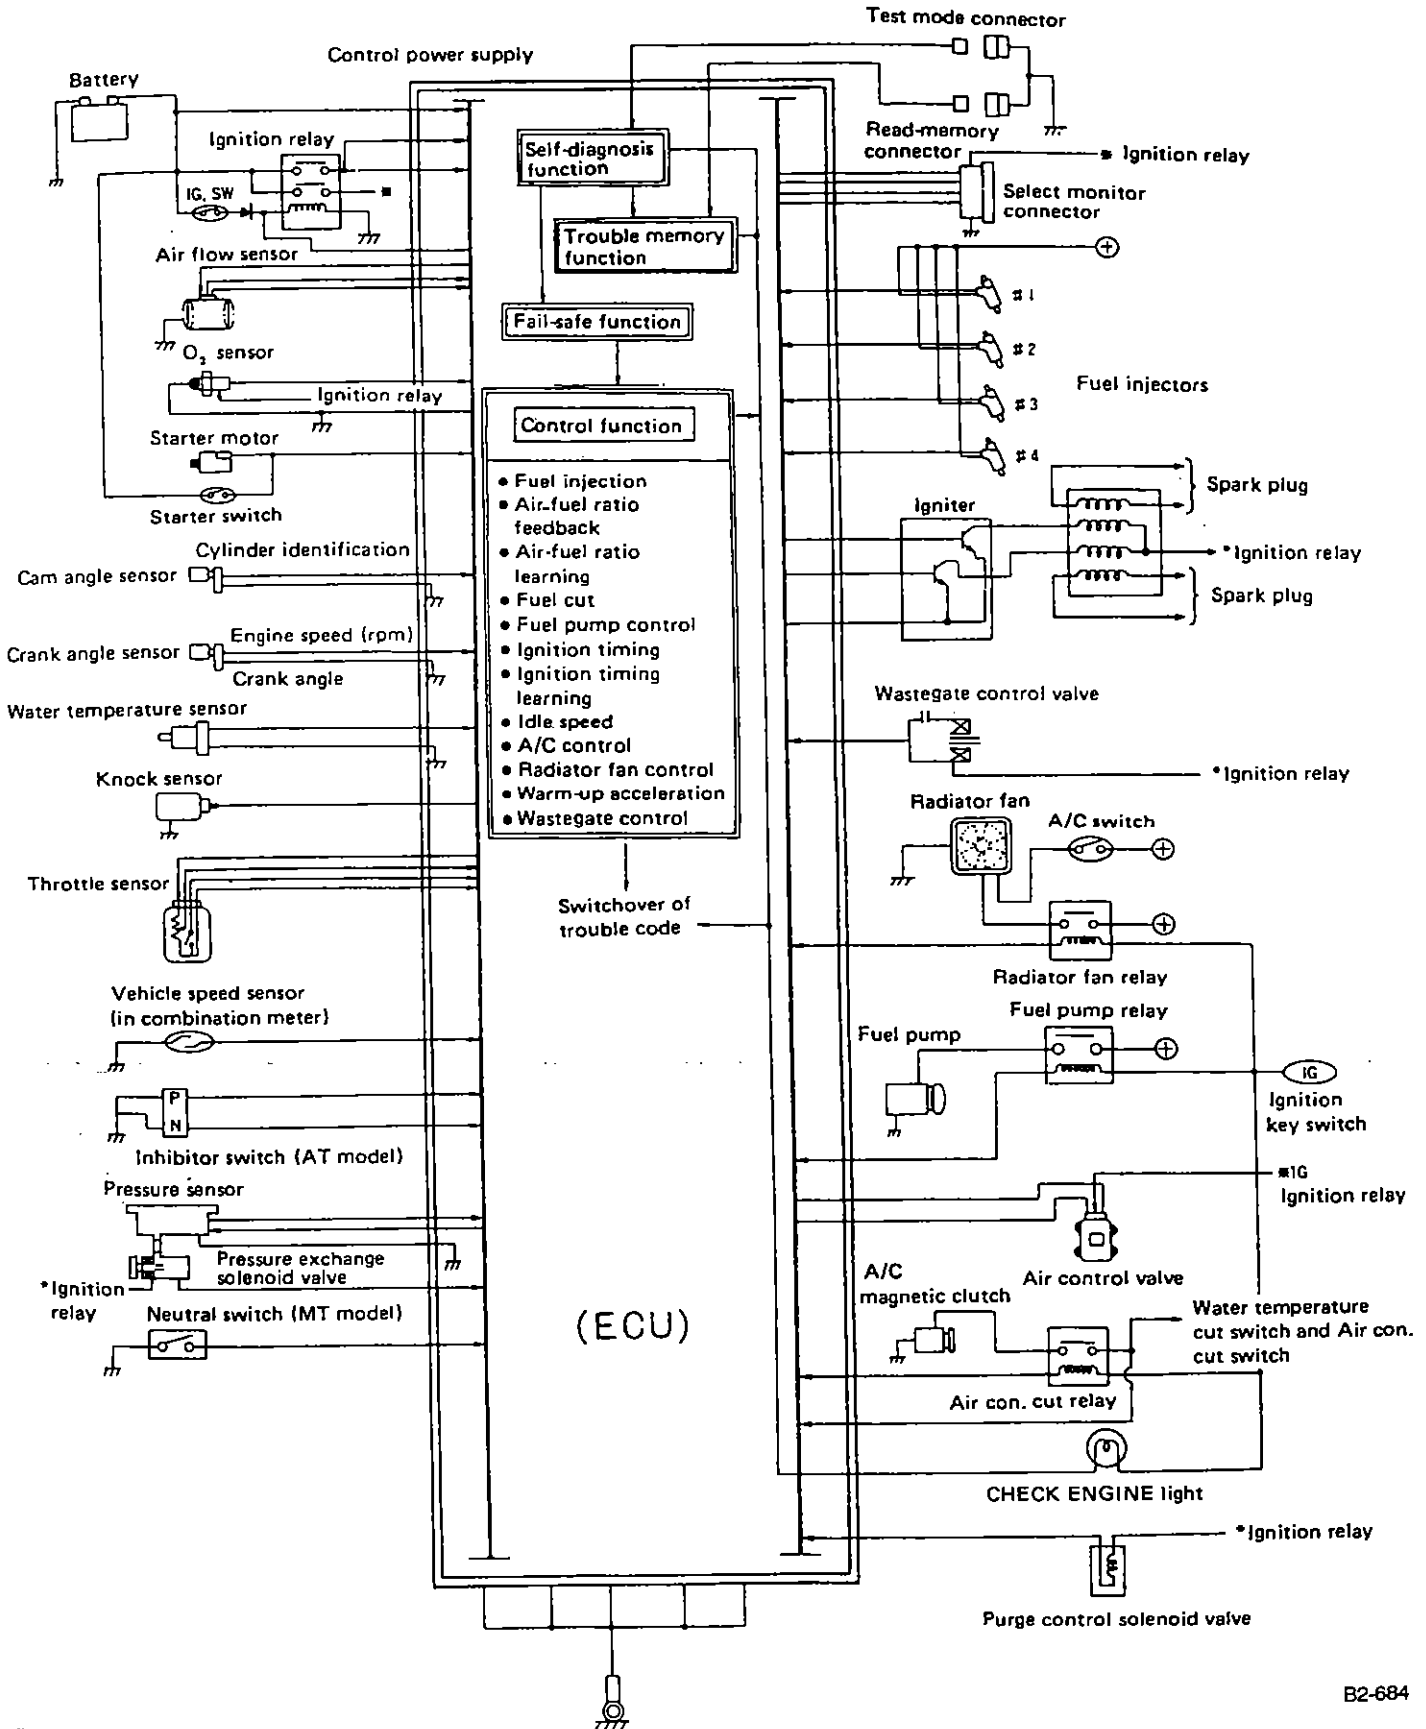 Test mode connector
Control power supply
Battery
Ignition relay
Read-memory
connector
* Ignition relay
Self-diagnosis
function
IG. SW
*
Select monitor
connector
Trouble memory
function
Air flow sensor
#1
Fail-safe function
#2
O₂ sensor
Ignition relay
Fuel injectors
#3
Control function
Starter motor
#4
Fuel injection
Spark plug
Air-fuel ratio
feedback
Igniter
Starter switch
Cylinder identification
Air-fuel ratio
learning
*Ignition relay
Cam angle sensor
Fuel cut
Spark plug
Fuel pump control
Engine speed (rpm)
Ignition timing
Crank angle sensor
Crank angle
Ignition timing
learning
Wastegate control valve
Water temperature sensor
Idle speed
A/C control
Knock sensor
Radiator fan control
*Ignition relay
Warm-up acceleration
Radiator fan
Wastegate control
A/C switch
Throttle sensor
Switchover of
trouble code
Radiator fan relay
Vehicle speed sensor
(in combination meter)
Fuel pump relay
Fuel pump
IG
Ignition
key switch
P
N
Inhibitor switch (AT model)
*IG
Ignition relay
Pressure sensor
Pressure exchange
solenoid valve
Air control valve
*Ignition
relay
A/C
magnetic clutch
Neutral switch (MT model)
(ECU)
Water temperature
cut switch and Air con.
cut switch
Air con. cut relay
CHECK ENGINE light
*Ignition relay
Purge control solenoid valve
B2-684